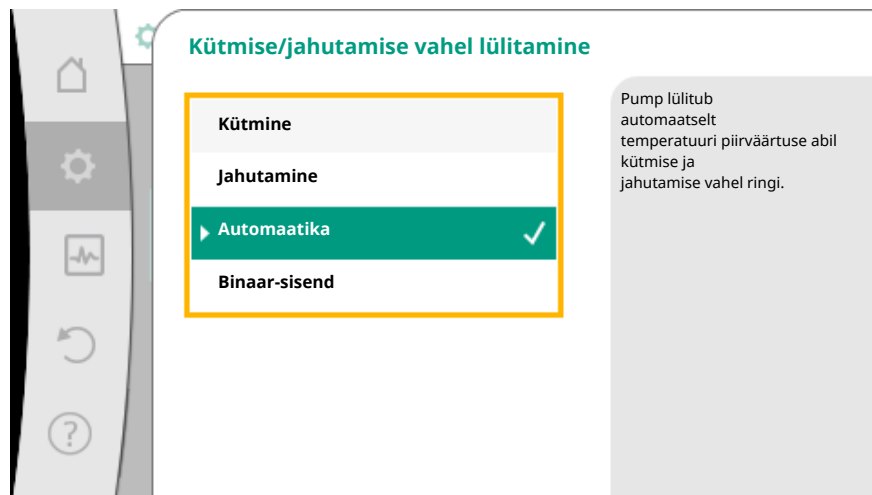 Kütmise/jahutamise vahel lülitamine
Kütmine
Jahutamine
Automaatika
Binaar-sisend
Pump lülitub
automaatselt
temperatuuri piirväärtuse abil
kütmise ja
jahutamise vahel ringi.
?